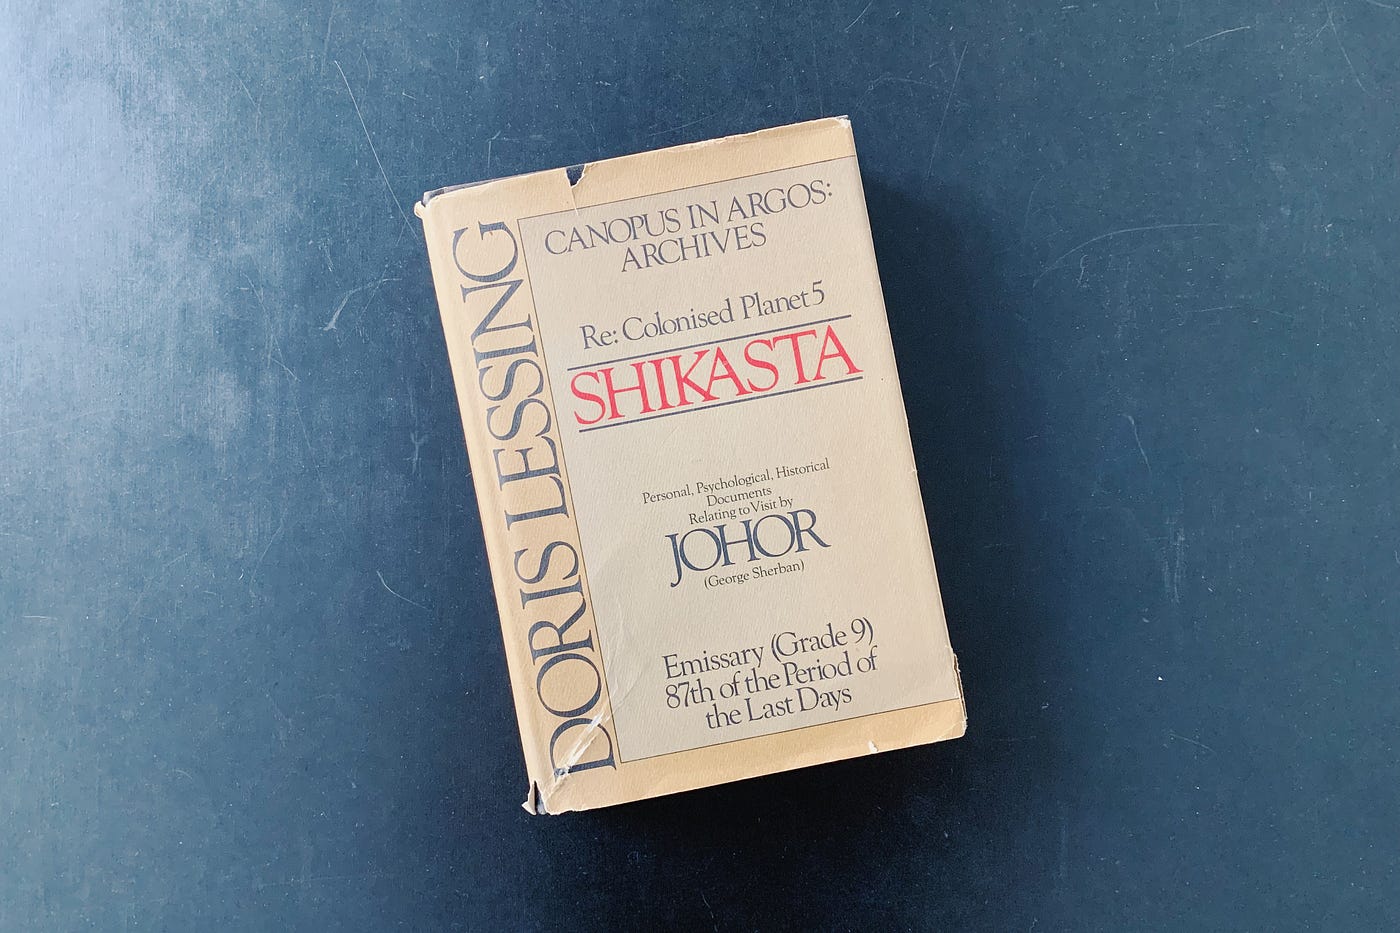 DORIS LESSING
CANOPUS IN ARGOS:
ARCHIVES
Re: Colonised Planet 5
SHIKASTA
Personal, Psychological, Historical
Documents
Relating to Visit by
JOHOR
(George Sherban)
Emissary (Grade 9)
87th of the Period of
the Last Days